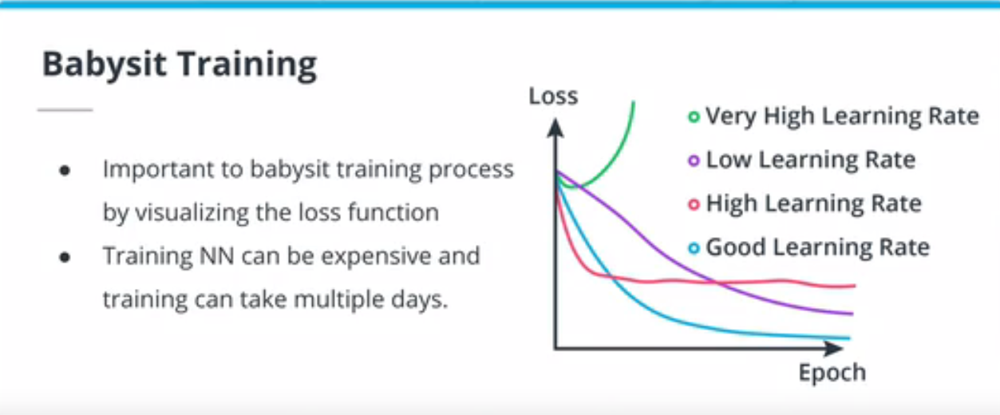 Babysit Training
● Important to babysit training process
by visualizing the loss function
● Training NN can be expensive and
training can take multiple days.
Loss
Very High Learning Rate
Low Learning Rate
High Learning Rate
Good Learning Rate
Epoch